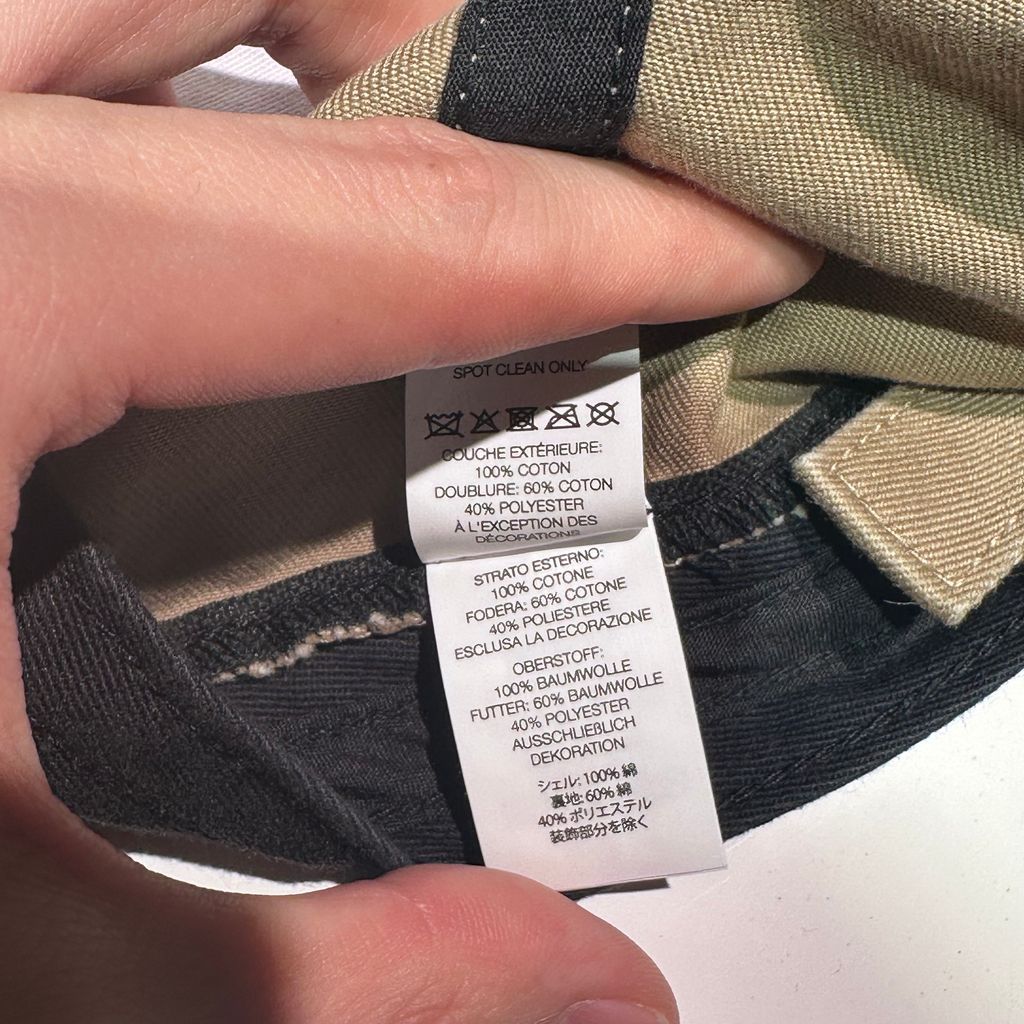 SPOT CLEAN ONLY
COUCHE EXTÉRIEURE:
100% COTON
DOUBLURE: 60% COTON
40% POLYESTER
À L'EXCEPTION DES
DÉCORATIONS
STRATO ESTERNO:
100% COTONE
FODERA: 60% COTONE
40% POLIESTERE
ESCLUSA LA DECORAZIONE
OBERSTOFF:
100% BAUMWOLLE
FUTTER: 60% BAUMWOLLE
40% POLYESTER
AUSSCHLIEßLICH
DEKORATION
シェル: 100% 綿
裏地: 60% 綿
40% ポリエステル
装飾部分を除く